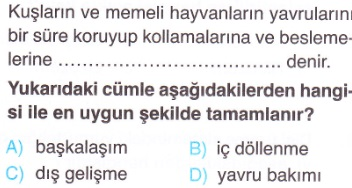 Kuşların ve memeli hayvanların yavrularını
bir süre koruyup kollamalarına ve besleme-
lerine .................................... denir.
Yukarıdaki cümle aşağıdakilerden hangi-
si ile en uygun şekilde tamamlanır?
A) başkalaşım B) iç döllenme
C) dış gelişme D) yavru bakımı